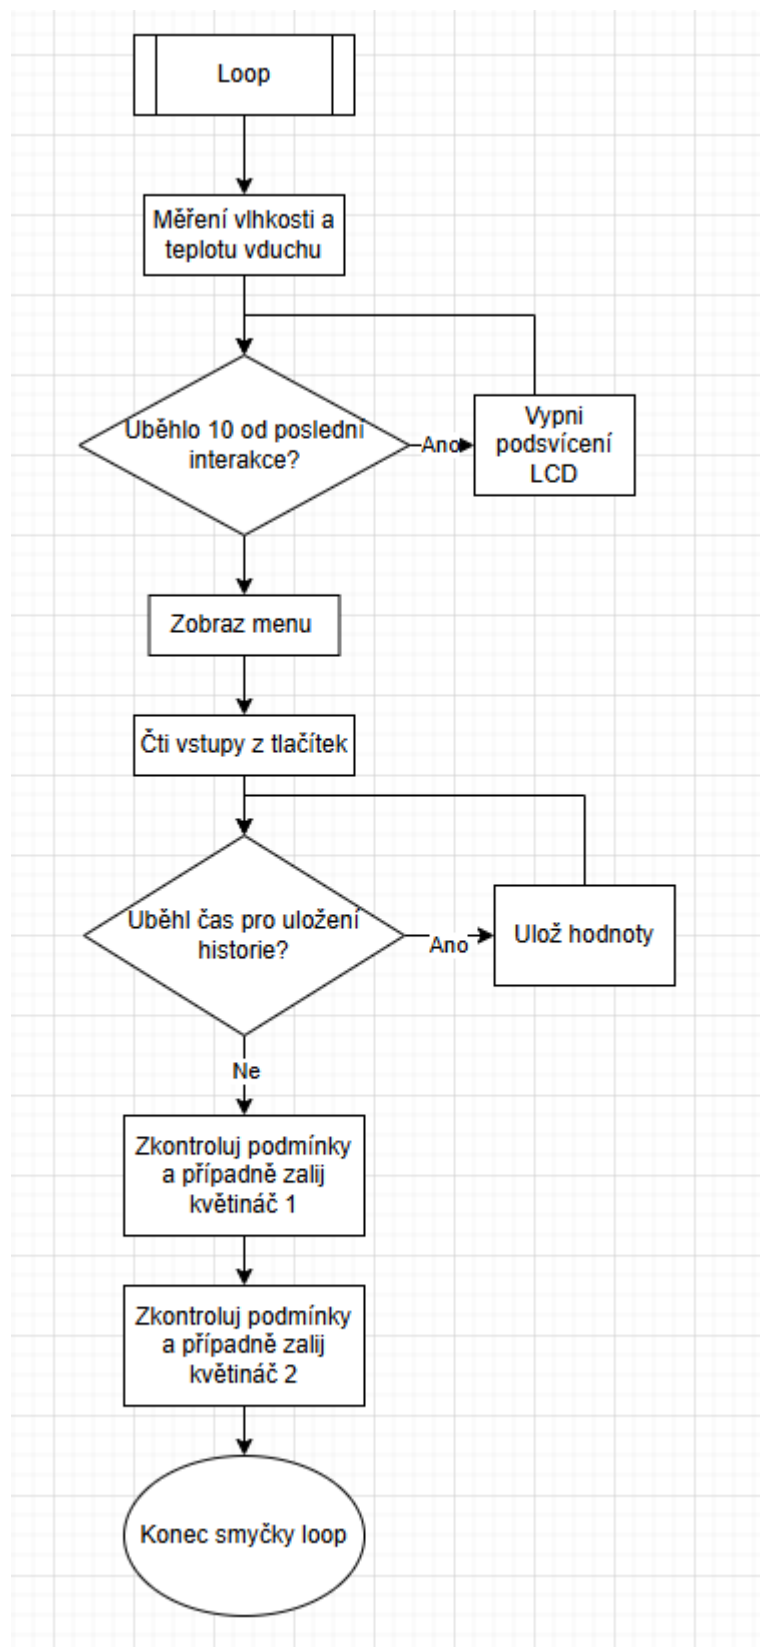 Loop
Měření vlhkosti a
teplotu vduchu
Uběhlo 10 od poslední
interakce?
Ano
Vypni
podsvícení
LCD
Zobraz menu
Čti vstupy z tlačítek
Uběhl čas pro uložení
historie?
Ano
Ulož hodnoty
Ne
Zkontroluj podmínky
a případně zalij
květináč 1
Zkontroluj podmínky
a případně zalij
květináč 2
Konec smyčky loop